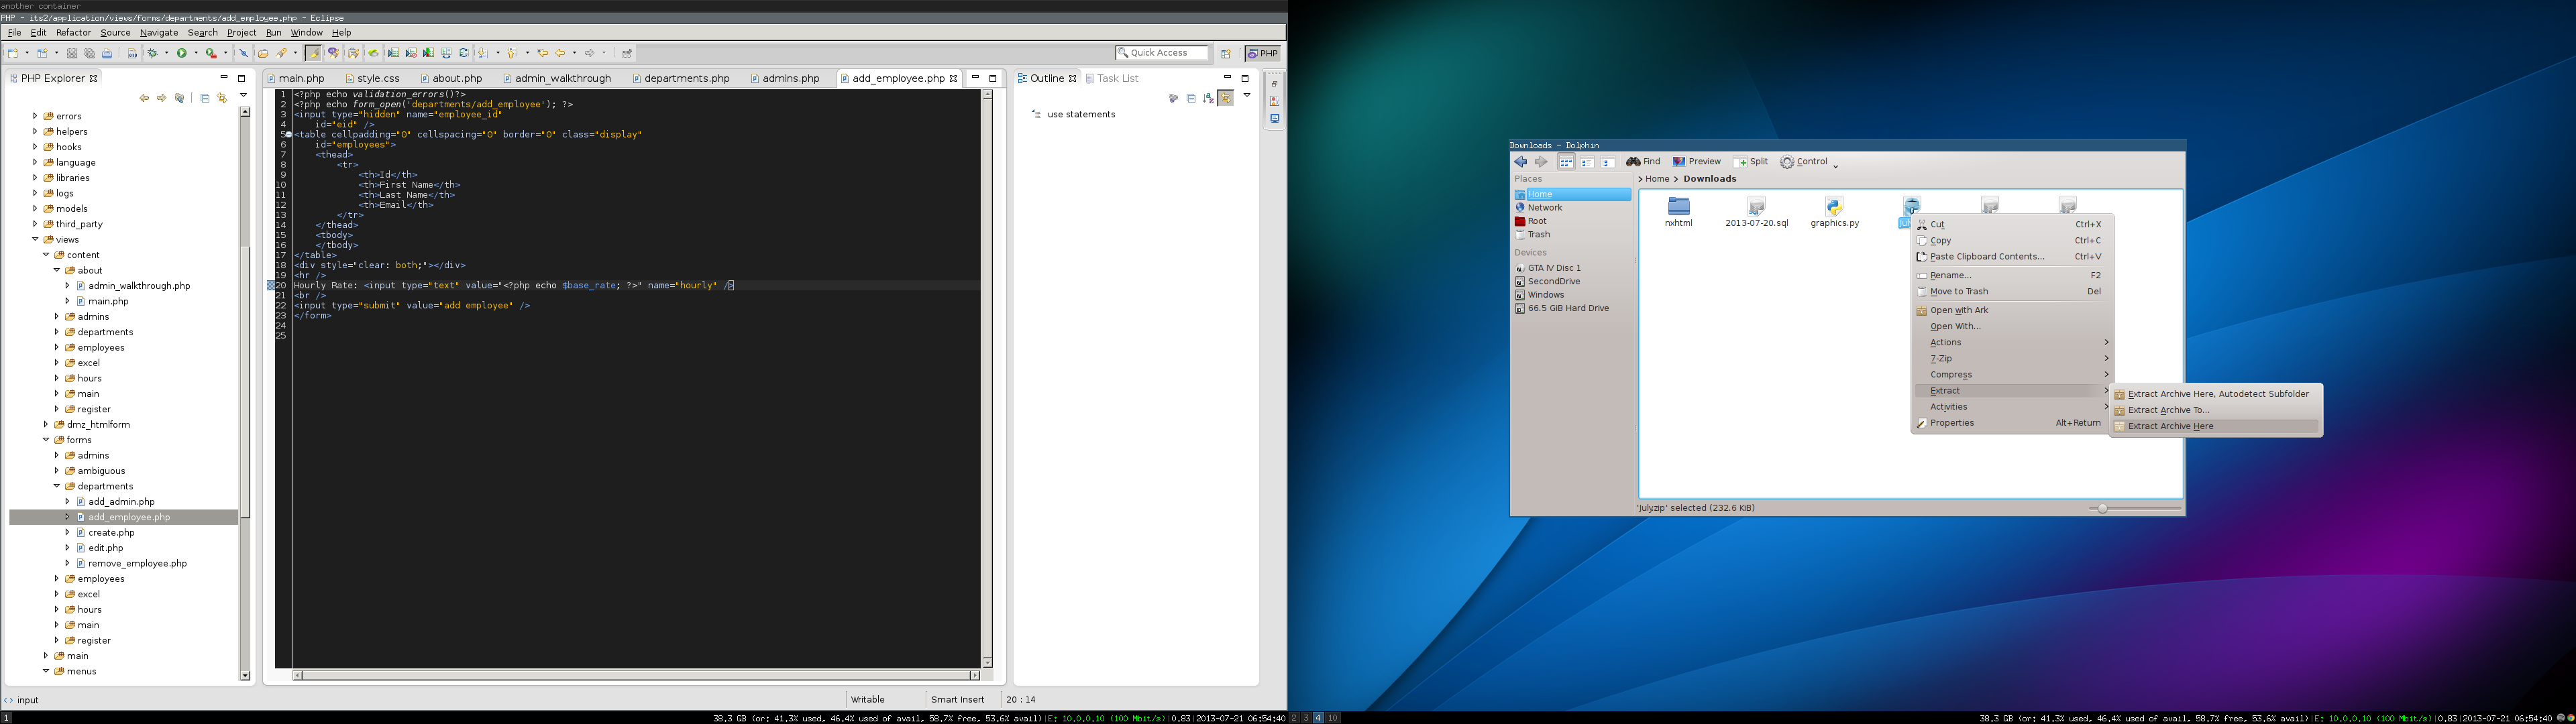 another container
PHP - its2/application/views/forms/departments/add_employee.php - Eclipse
File Edit Refactor Source Navigate Search Project Run Window Help
Quick Access
PHP
PHP Explorer
errors
helpers
hooks
language
libraries
logs
models
third_party
views
content
about
admin_walkthrough.php
main.php
admins
departments
employees
excel
hours
main
register
dmz_htmlform
forms
admins
ambiguous
departments
add_admin.php
add_employee.php
create.php
edit.php
remove_employee.php
employees
excel
hours
main
register
main
menus
main.php style.css about.php admin_walkthrough departments.php admins.php add_employee.php
1 <?php echo validation_errors()?>
2 <?php echo form_open('departments/add_employee'); ?>
3 <input type="hidden" name="employee_id"
4 id="eid" />
5 <table cellpadding="0" cellspacing="0" border="0" class="display"
6 id="employees">
7 <thead>
8 <tr>
9 <th>Id</th>
10 <th>First Name</th>
11 <th>Last Name</th>
12 <th>Email</th>
13 </tr>
14 </thead>
15 <tbody>
16 </tbody>
17 </table>
18 <div style="clear: both;"></div>
19 <hr />
20 Hourly Rate: <input type="text" value="<?php echo $base_rate; ?>" name="hourly" />
21 <br />
22 <input type="submit" value="add employee" />
23 </form>
24
25
Outline Task List
use statements
input
Writable Smart Insert 20 : 14
1
38.3 GB (or: 41.3% used, 46.4% used of avail, 58.7% free, 53.6% avail)|E: 10.0.0.10 (100 Mbit/s)|0.83|2013-07-21 06:54:40
Downloads - Dolphin
Find Preview Split Control
Places
Home
Network
Root
Trash
Devices
GTA IV Disc 1
SecondDrive
Windows
66.5 GiB Hard Drive
> Home > Downloads
nxhtml 2013-07-20.sql graphics.py
Cut Ctrl+X
Copy Ctrl+C
Paste Clipboard Contents... Ctrl+V
Rename... F2
Move to Trash Del
Open with Ark
Open With...
Actions
7-Zip
Compress
Extract
Activities
Properties Alt+Return
Extract Archive Here, Autodetect Subfolder
Extract Archive To...
Extract Archive Here
'July.zip' selected (232.6 KiB)
2 3 4 10
38.3 GB (or: 41.3% used, 46.4% used of avail, 58.7% free, 53.6% avail)|E: 10.0.0.10 (100 Mbit/s)|0.83|2013-07-21 06:54:40